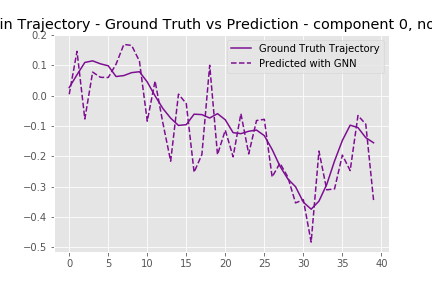 in Trajectory - Ground Truth vs Prediction - component 0, no
Ground Truth Trajectory
Predicted with GNN
0.2
0.1
0.0
−0.1
−0.2
−0.3
−0.4
−0.5
0 5 10 15 20 25 30 35 40